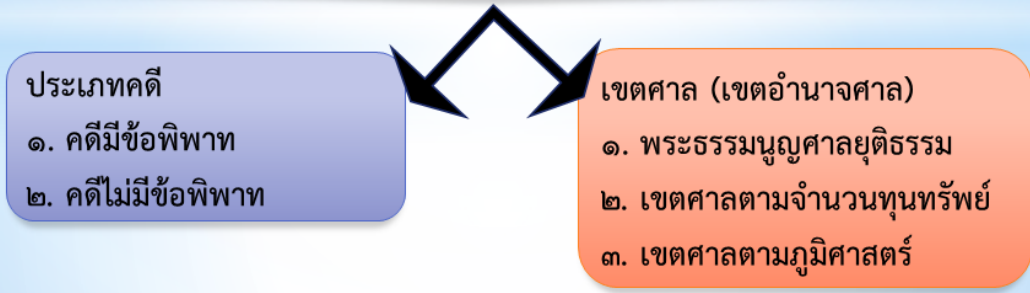 ประเภทคดี
๑. คดีมีข้อพิพาท
๒. คดีไม่มีข้อพิพาท
เขตศาล (เขตอำนาจศาล)
๑. พระธรรมนูญศาลยุติธรรม
๒. เขตศาลตามจำนวนทุนทรัพย์
๓. เขตศาลตามภูมิศาสตร์